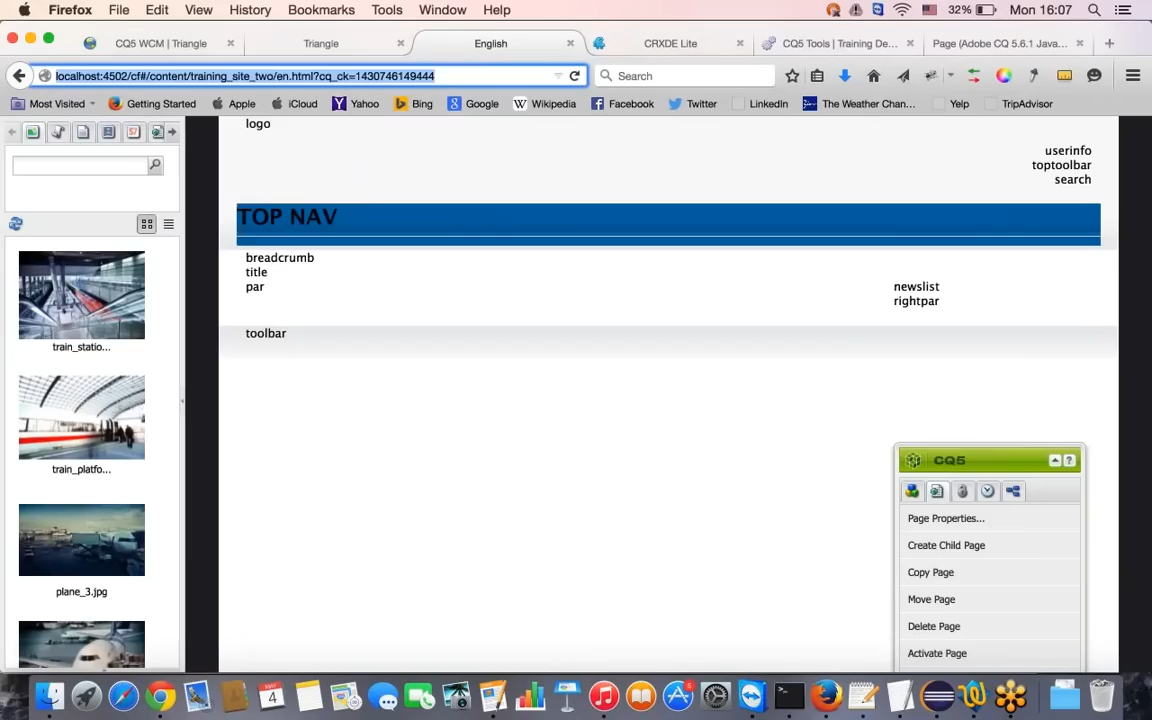 Firefox File Edit View History Bookmarks Tools Window Help 32% Mon 16:07
CQ5 WCM | Triangle
Triangle
English
CRXDE Lite
CQ5 Tools | Training De...
Page (Adobe CQ 5.6.1 Java...
localhost:4502/cf#/content/training_site_two/en.html?cq_ck=1430746149444
Search
Most Visited
Getting Started
Apple
iCloud
Yahoo
Bing
Google
Wikipedia
Facebook
Twitter
LinkedIn
The Weather Chan...
Yelp
TripAdvisor
logo
userinfo
toptoolbar
search
TOP NAV
breadcrumb
title
par
newslist
rightpar
toolbar
train_statio...
train_platfo...
plane_3.jpg
CQ5
Page Properties...
Create Child Page
Copy Page
Move Page
Delete Page
Activate Page